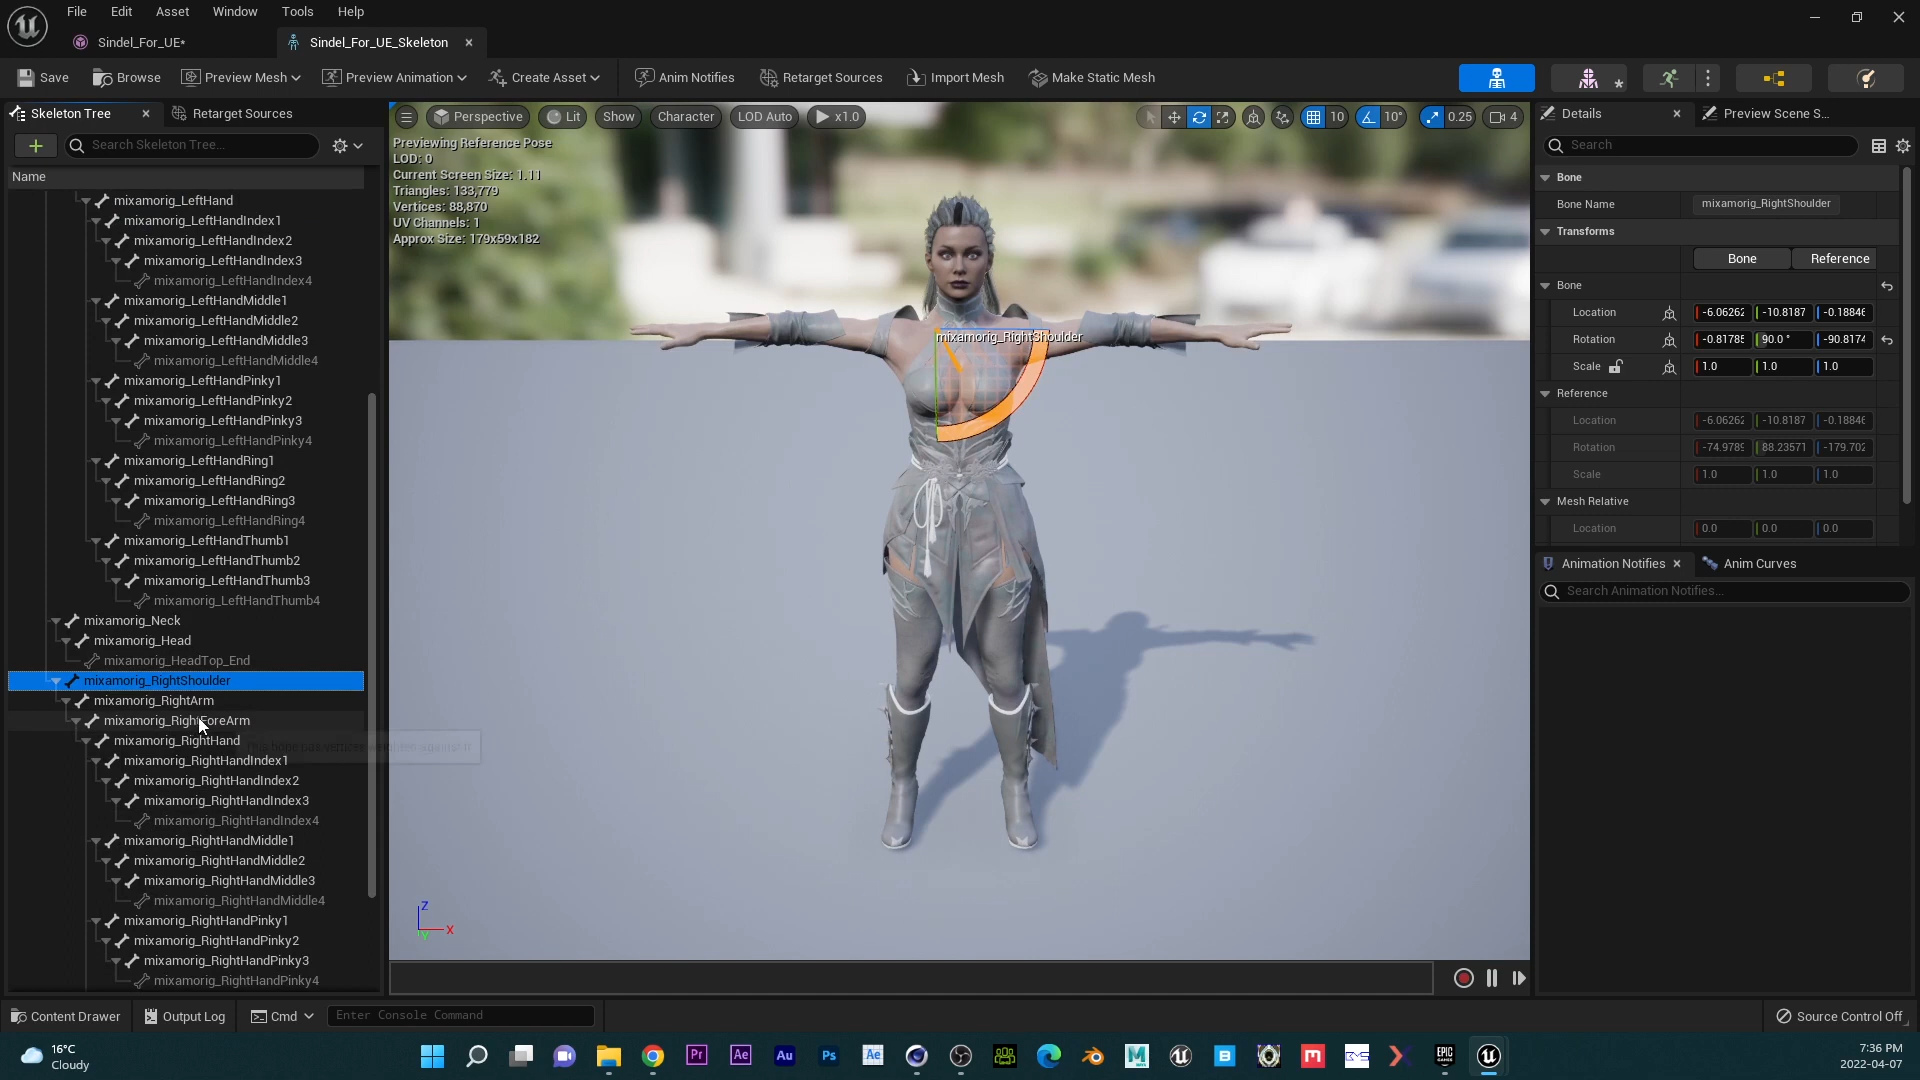 File Edit Asset Window Tools Help
Sindel_For_UE* Sindel_For_UE_Skeleton
Save Browse Preview Mesh Preview Animation Create Asset Anim Notifies Retarget Sources Import Mesh Make Static Mesh
Skeleton Tree Retarget Sources
Search Skeleton Tree...
Name
mixamorig_LeftHand
mixamorig_LeftHandIndex1
mixamorig_LeftHandIndex2
mixamorig_LeftHandIndex3
mixamorig_LeftHandIndex4
mixamorig_LeftHandMiddle1
mixamorig_LeftHandMiddle2
mixamorig_LeftHandMiddle3
mixamorig_LeftHandMiddle4
mixamorig_LeftHandPinky1
mixamorig_LeftHandPinky2
mixamorig_LeftHandPinky3
mixamorig_LeftHandPinky4
mixamorig_LeftHandRing1
mixamorig_LeftHandRing2
mixamorig_LeftHandRing3
mixamorig_LeftHandRing4
mixamorig_LeftHandThumb1
mixamorig_LeftHandThumb2
mixamorig_LeftHandThumb3
mixamorig_LeftHandThumb4
mixamorig_Neck
mixamorig_Head
mixamorig_HeadTop_End
mixamorig_RightShoulder
mixamorig_RightArm
mixamorig_RightForeArm
mixamorig_RightHand
mixamorig_RightHandIndex1
mixamorig_RightHandIndex2
mixamorig_RightHandIndex3
mixamorig_RightHandIndex4
mixamorig_RightHandMiddle1
mixamorig_RightHandMiddle2
mixamorig_RightHandMiddle3
mixamorig_RightHandMiddle4
mixamorig_RightHandPinky1
mixamorig_RightHandPinky2
mixamorig_RightHandPinky3
mixamorig_RightHandPinky4
Perspective Lit Show Character LOD Auto x1.0 10 10° 0.25 4
Previewing Reference Pose
LOD: 0
Current Screen Size: 1.11
Triangles: 133,779
Vertices: 88,870
UV Channels: 1
Approx Size: 179x59x182
mixamorig_RightShoulder
Z
X
Y
Details Preview Scene S...
Search
Bone
Bone Name mixamorig_RightShoulder
Transforms
Bone Reference
Bone
Location -6.06262 -10.8187 -0.18846
Rotation -0.81785 90.0 ° -90.8174
Scale 1.0 1.0 1.0
Reference
Location -6.06262 -10.8187 -0.18846
Rotation -74.9789 88.23571 -179.702
Scale 1.0 1.0 1.0
Mesh Relative
Location 0.0 0.0 0.0
Animation Notifies Anim Curves
Search Animation Notifies...
Content Drawer Output Log Cmd Enter Console Command Source Control Off
16°C
Cloudy
Pr Ae Au Ps Ae
7:36 PM
2022-04-07